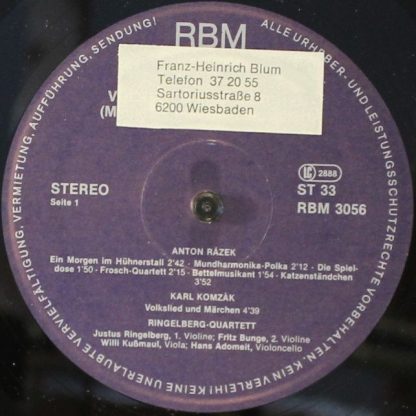 RBM
Franz-Heinrich Blum
Telefon 37 20 55
Sartoriusstraße 8
6200 Wiesbaden
V
(M
STEREO
Seite 1
LC 2888
ST 33
RBM 3056
ANTON RÁZEK
Ein Morgen im Hühnerstall 2'42 · Mundharmonika-Polka 2'12 · Die Spiel-
dose 1'50 · Frosch-Quartett 2'15 · Bettelmusikant 1'54 · Katzenständchen
3'52
KARL KOMZÀK
Volkslied und Märchen 4'39
RINGELBERG-QUARTETT
Justus Ringelberg, 1. Violine; Fritz Bunge, 2. Violine
Willi Kußmaul, Viola; Hans Adomeit, Violoncello
ALLE URHEBER- UND LEISTUNGSSCHUTZRECHTE VORBEHALTEN! KEIN VERLEIH! KEINE UNERLAUBTE VERVIELFÄLTIGUNG, VERMIETUNG, AUFFÜHRUNG, SENDUNG!